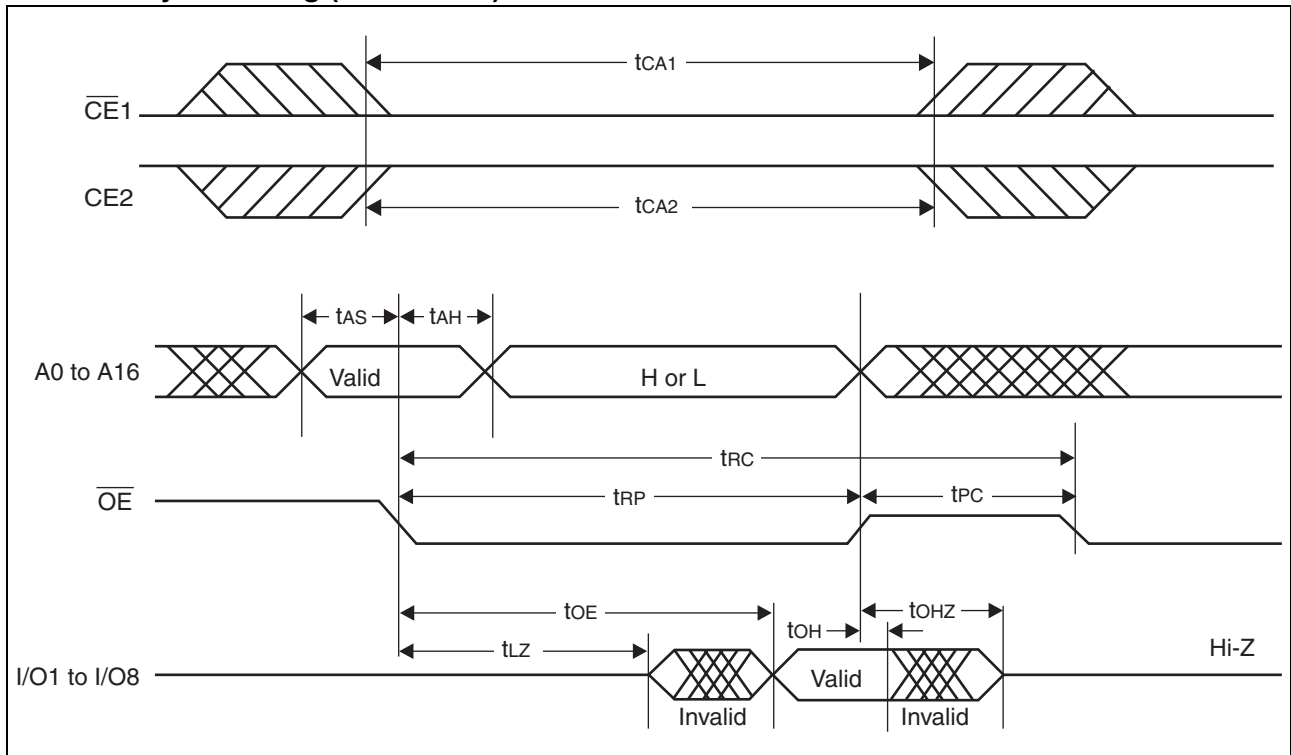 tCA1
CE1
CE2
tCA2
tAS
tAH
A0 to A16
Valid
H or L
tRC
OE
tRP
tPC
tOE
tOHZ
tOH
tLZ
Hi-Z
I/O1 to I/O8
Valid
Invalid
Invalid